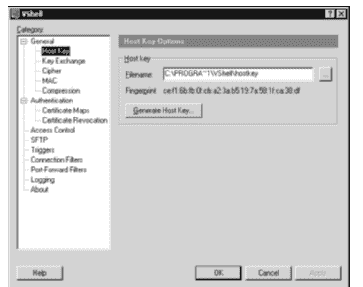 VShell
Category:
General
Host Key
Key Exchange
Cipher
MAC
Compression
Authentication
Certificate Maps
Certificate Revocation
Access Control
SFTP
Triggers
Connection Filters
Port-Forward Filters
Logging
About
Host Key Options
Host key
Filename: C:\PROGRA~1\VShell\hostkey ...
Fingerprint:
Generate Host Key...
Help OK Cancel Apply